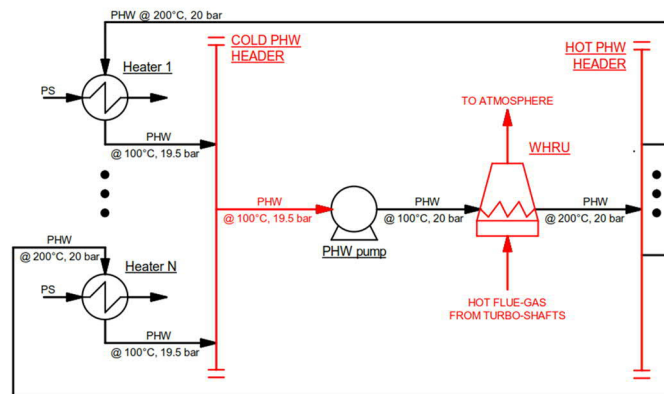 PHW @ 200°C, 20 bar
COLD PHW
HEADER
HOT PHW
HEADER
Heater 1
PS
TO ATMOSPHERE
PHW
@ 100°C, 19.5 bar
WHRU
PHW
@ 100°C, 19.5 bar
PHW
@ 100°C, 20 bar
PHW
@ 200°C, 20 bar
PHW pump
PHW
@ 200°C, 20 bar
Heater N
PS
HOT FLUE-GAS
FROM TURBO-SHAFTS
PHW
@ 100°C, 19.5 bar